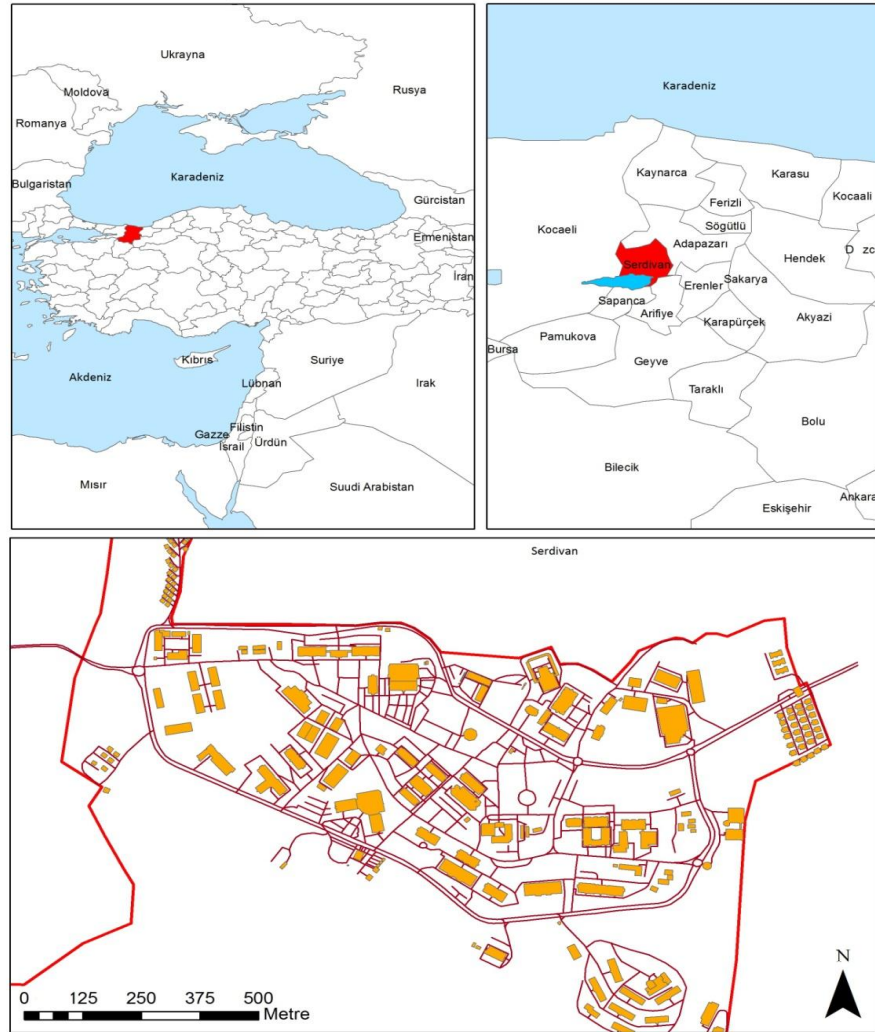 Ukrayna
Moldova
Rusya
Romanya
Karadeniz
Bulgaristan
Gürcistan
Ermenistan
İran
Kıbrıs
Suriye
Akdeniz
Lübnan
Irak
Filistin
Gazze
Ürdün
İsrail
Mısır
Suudi Arabistan
Karadeniz
Kaynarca
Karasu
Ferizli
Kocaali
Söğütlü
Kocaeli
Adapazarı
D zc
Hendek
Serdivan
Sakarya
Erenler
Sapanca
Arifiye
Karapürçek
Akyazi
Pamukova
Bursa
Geyve
Taraklı
Bolu
Bilecik
Ankara
Eskişehir
Serdivan
N
0 125 250 375 500
Metre